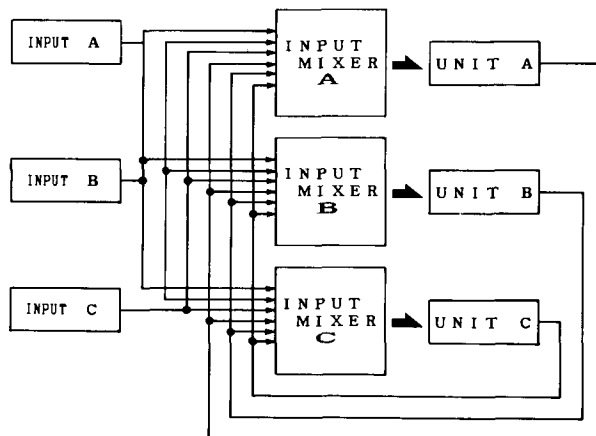 INPUT A
INPUT
MIXER
A
UNIT A
INPUT B
INPUT
MIXER
B
UNIT B
INPUT C
INPUT
MIXER
C
UNIT C